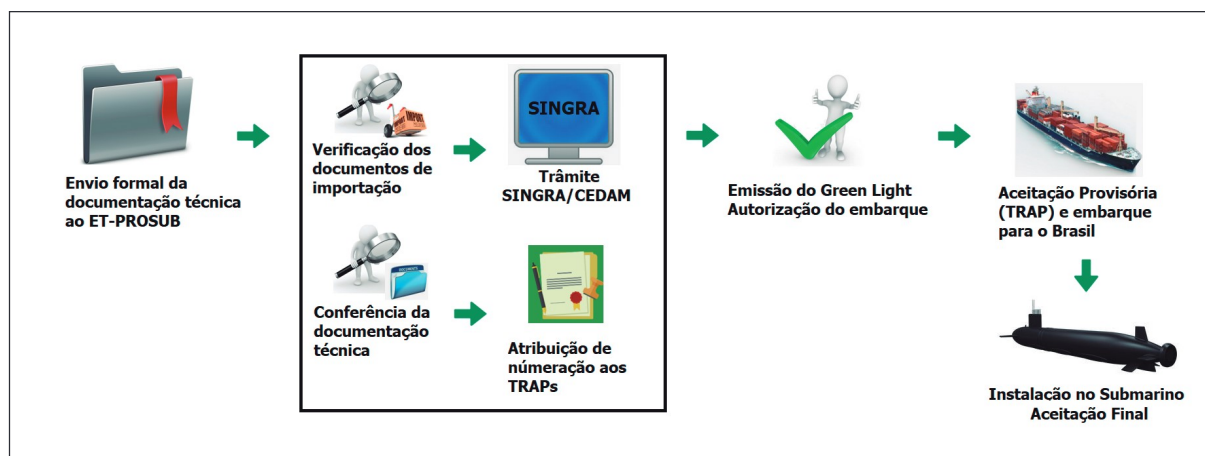 Envio formal da
documentação técnica
ao ET-PROSUB
Verificação dos
documentos de
importação
SINGRA
Trâmite
SINGRA/CEDAM
Conferência da
documentação
técnica
Atribuição de
númeração aos
TRAPs
Emissão do Green Light
Autorização do embarque
Aceitação Provisória
(TRAP) e embarque
para o Brasil
Instalação no Submarino
Aceitação Final